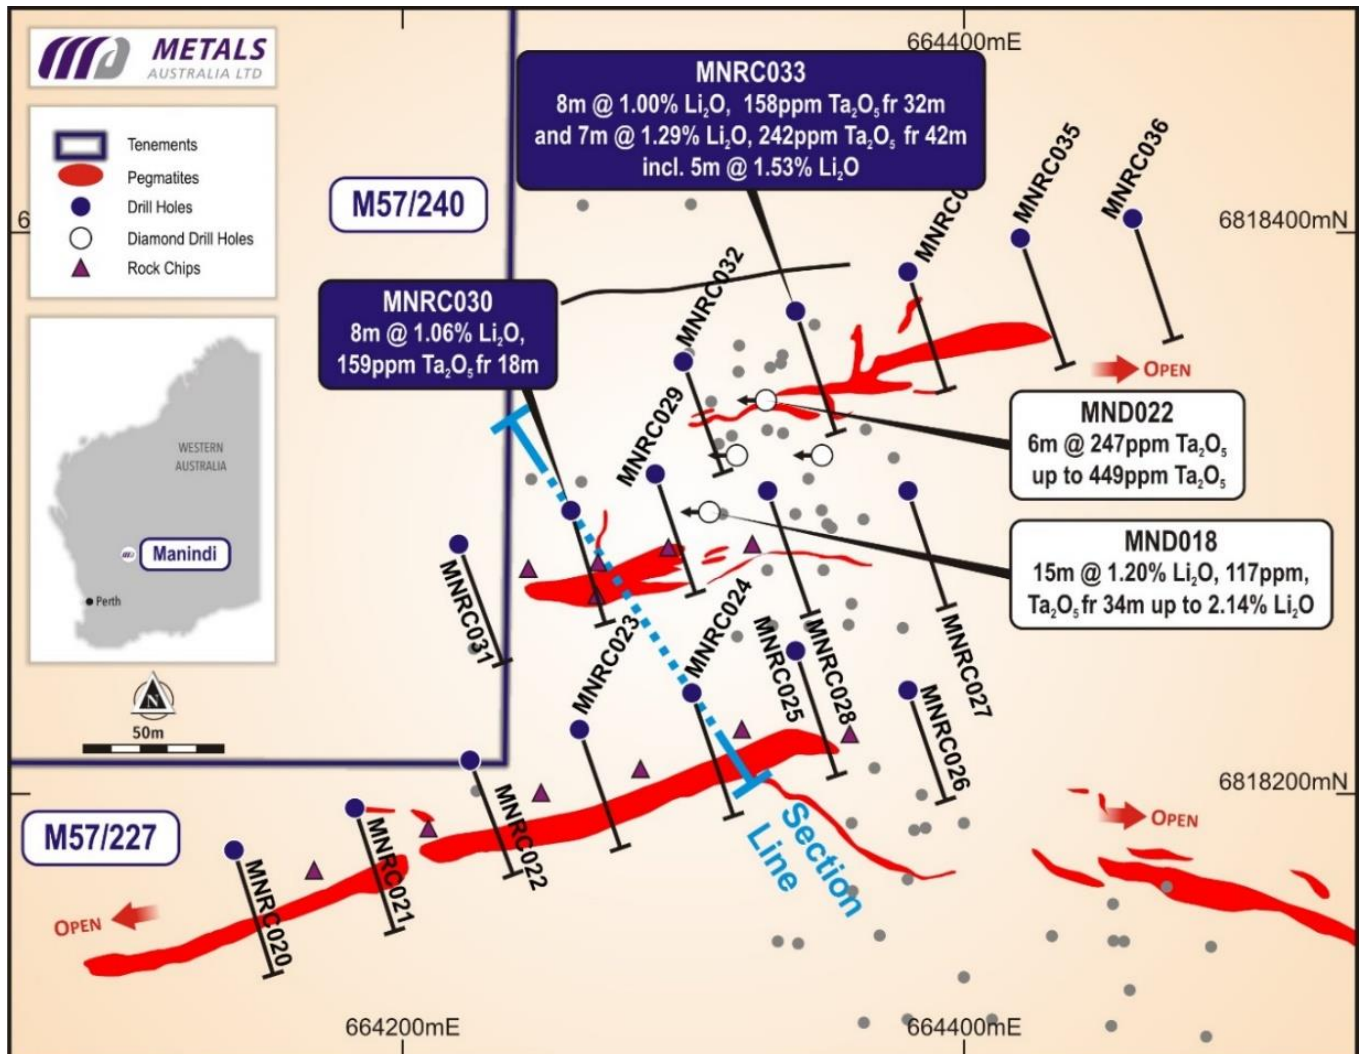 METALS
AUSTRALIA LTD
Tenements
Pegmatites
Drill Holes
Diamond Drill Holes
Rock Chips
WESTERN
AUSTRALIA
Manindi
Perth
N
50m
M57/240
M57/227
664400mE
6818400mN
MNRC033
8m @ 1.00% Li₂O, 158ppm Ta₂O₅ fr 32m
and 7m @ 1.29% Li₂O, 242ppm Ta₂O₅ fr 42m
incl. 5m @ 1.53% Li₂O
MNRC030
8m @ 1.06% Li₂O,
159ppm Ta₂O₅ fr 18m
MNRC035
MNRC036
MNRC032
MNRC029
OPEN
MND022
6m @ 247ppm Ta₂O₅
up to 449ppm Ta₂O₅
MND018
15m @ 1.20% Li₂O, 117ppm,
Ta₂O₅ fr 34m up to 2.14% Li₂O
MNRC031
MNRC023
MNRC024
MNRC025
MNRC028
MNRC027
MNRC026
MNRC022
MNRC021
MNRC020
Section
Line
6818200mN
OPEN
OPEN
664200mE
664400mE